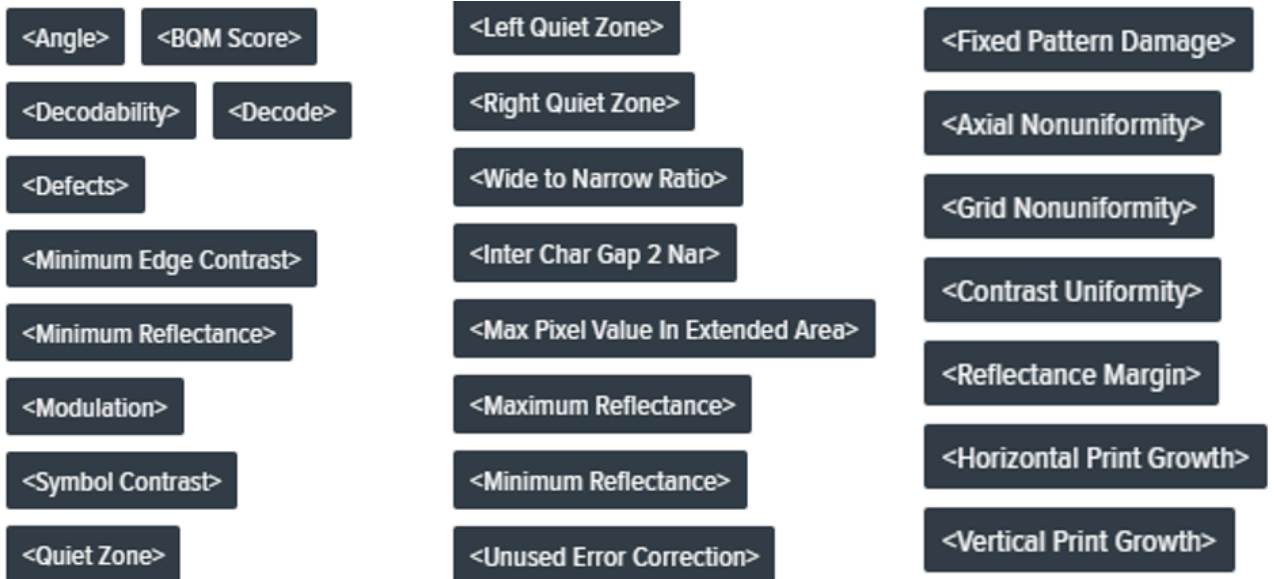 <Angle> <BQM Score>
<Decodability> <Decode>
<Defects>
<Minimum Edge Contrast>
<Minimum Reflectance>
<Modulation>
<Symbol Contrast>
<Quiet Zone>
<Left Quiet Zone>
<Right Quiet Zone>
<Wide to Narrow Ratio>
<Inter Char Gap 2 Nar>
<Max Pixel Value In Extended Area>
<Maximum Reflectance>
<Minimum Reflectance>
<Unused Error Correction>
<Fixed Pattern Damage>
<Axial Nonuniformity>
<Grid Nonuniformity>
<Contrast Uniformity>
<Reflectance Margin>
<Horizontal Print Growth>
<Vertical Print Growth>